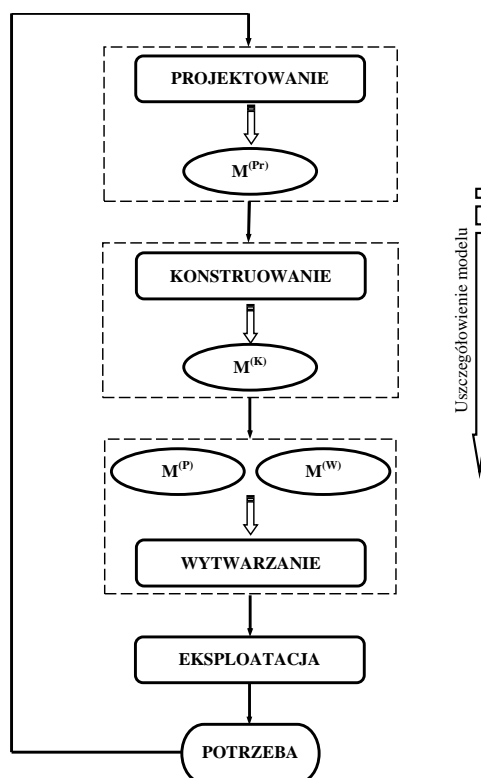 PROJEKTOWANIE
M(Pr)
KONSTRUOWANIE
M(K)
M(P) M(W)
WYTWARZANIE
EKSPLOATACJA
POTRZEBA
Uszczegółowienie modelu